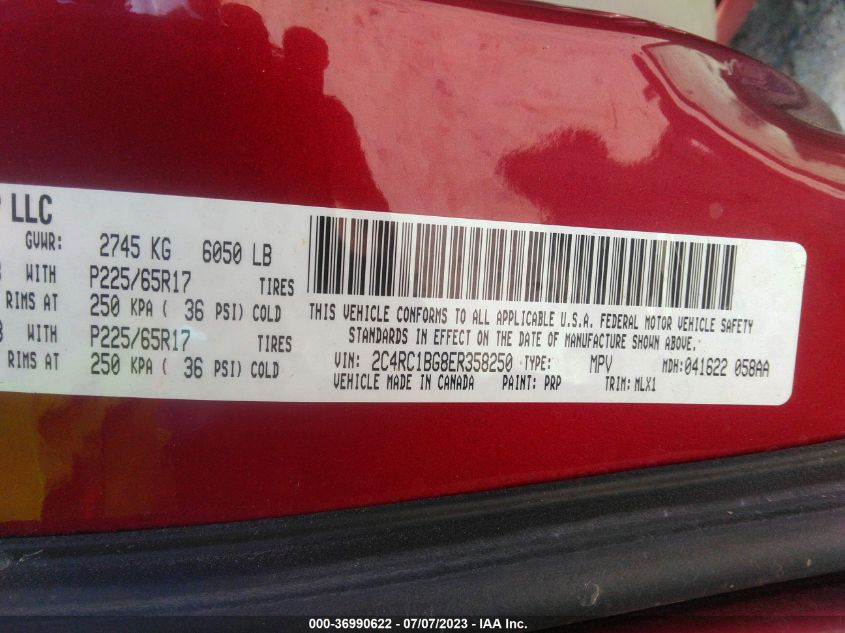 LLC
GVWR: 2745 KG 6050 LB
WITH P225/65R17 TIRES
RIMS AT 250 KPA ( 36 PSI) COLD
WITH P225/65R17 TIRES
RIMS AT 250 KPA ( 36 PSI) COLD
THIS VEHICLE CONFORMS TO ALL APPLICABLE U.S.A. FEDERAL MOTOR VEHICLE SAFETY
STANDARDS IN EFFECT ON THE DATE OF MANUFACTURE SHOWN ABOVE.
VIN: 2C4RC1BG8ER358250 TYPE: MPV MDH: 041622 058AA
VEHICLE MADE IN CANADA PAINT: PRP TRIM: MLX1
000-36990622 - 07/07/2023 - IAA Inc.